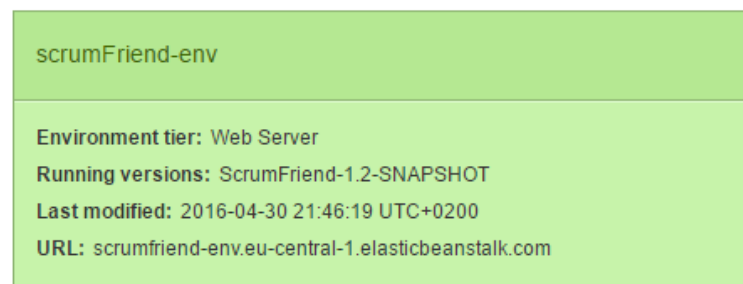 scrumFriend-env
Environment tier: Web Server
Running versions: ScrumFriend-1.2-SNAPSHOT
Last modified: 2016-04-30 21:46:19 UTC+0200
URL: scrumfriend-env.eu-central-1.elasticbeanstalk.com